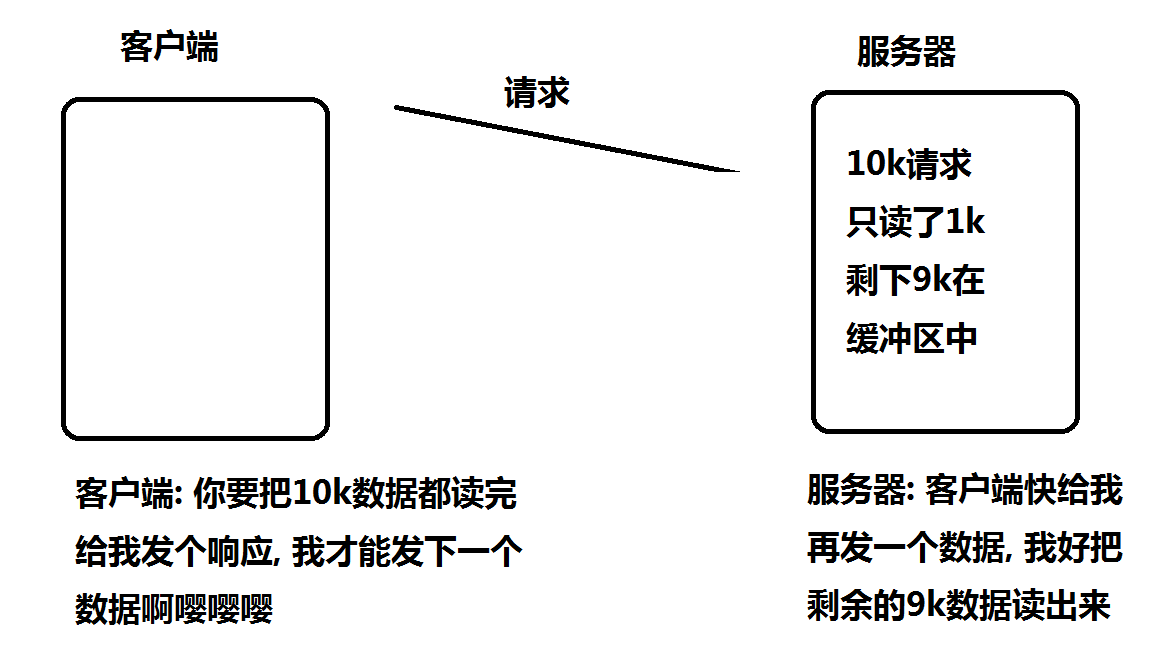 客户端
服务器
请求
10k请求
只读了1k
剩下9k在
缓冲区中
客户端: 你要把10k数据都读完
给我发个响应, 我才能发下一个
数据啊嘤嘤嘤
服务器: 客户端快给我
再发一个数据, 我好把
剩余的9k数据读出来